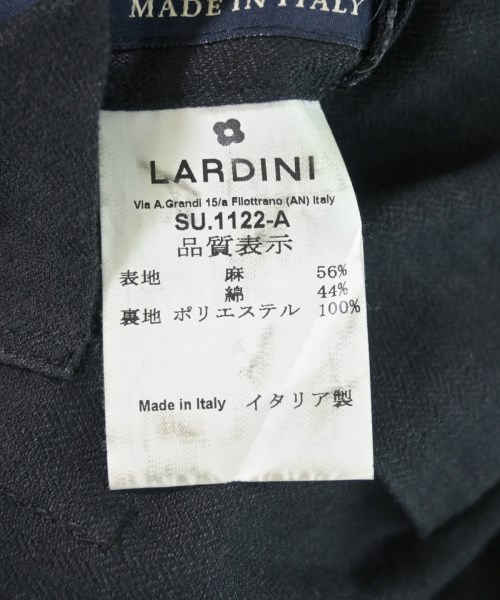 MADE IN ITALY
LARDINI
Via A.Grandi 15/a Filottrano (AN) Italy
SU.1122-A
品質表示
表地 麻 56%
綿 44%
裏地 ポリエステル 100%
Made in Italy イタリア製